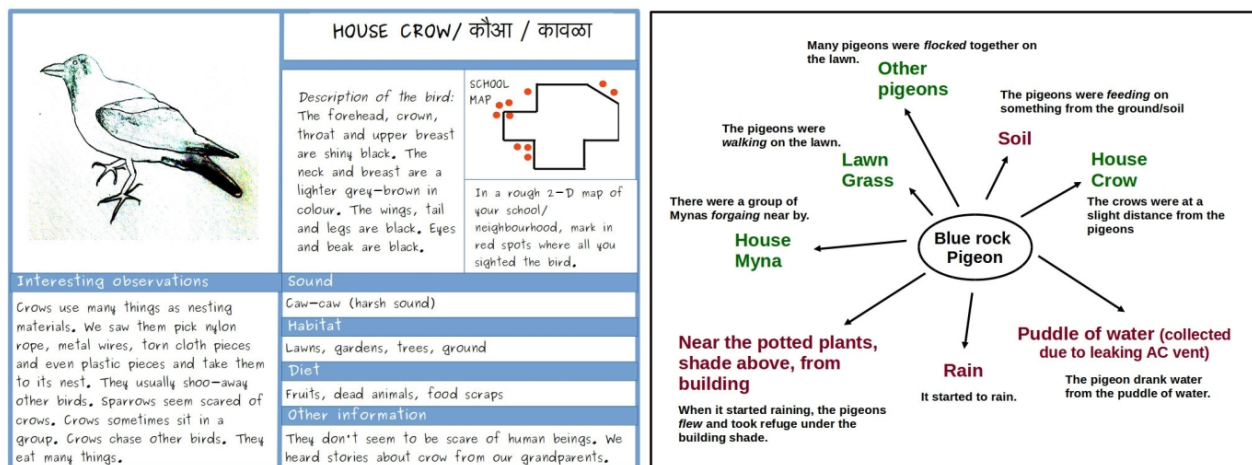 HOUSE CROW/ कौआ / कावळा
Description of the bird:
The forehead, crown,
throat and upper breast
are shiny black. The
neck and breast are a
lighter grey-brown in
colour. The wings, tail
and legs are black. Eyes
and beak are black.
SCHOOL
MAP
In a rough 2-D map of
your school/
neighbourhood, mark in
red spots where all you
sighted the bird.
Interesting observations
Crows use many things as nesting
materials. We saw them pick nylon
rope, metal wires, torn cloth pieces
and even plastic pieces and take them
to its nest. They usually shoo-away
other birds. Sparrows seem scared of
crows. Crows sometimes sit in a
group. Crows chase other birds. They
eat many things.
Sound
Caw-caw (harsh sound)
Habitat
Lawns, gardens, trees, ground
Diet
Fruits, dead animals, food scraps
Other information
They don't seem to be scare of human beings. We
heard stories about crow from our grandparents.
Many pigeons were flocked together on
the lawn.
Other
pigeons
The pigeons were feeding on
something from the ground/soil
Soil
The pigeons were
walking on the lawn.
Lawn
Grass
House
Crow
The crows were at a
slight distance from the
pigeons
There were a group of
Mynas forgaing near by.
House
Myna
Blue rock
Pigeon
Near the potted plants,
shade above, from
building
When it started raining, the pigeons
flew and took refuge under the
building shade.
Rain
It started to rain.
Puddle of water (collected
due to leaking AC vent)
The pigeon drank water
from the puddle of water.